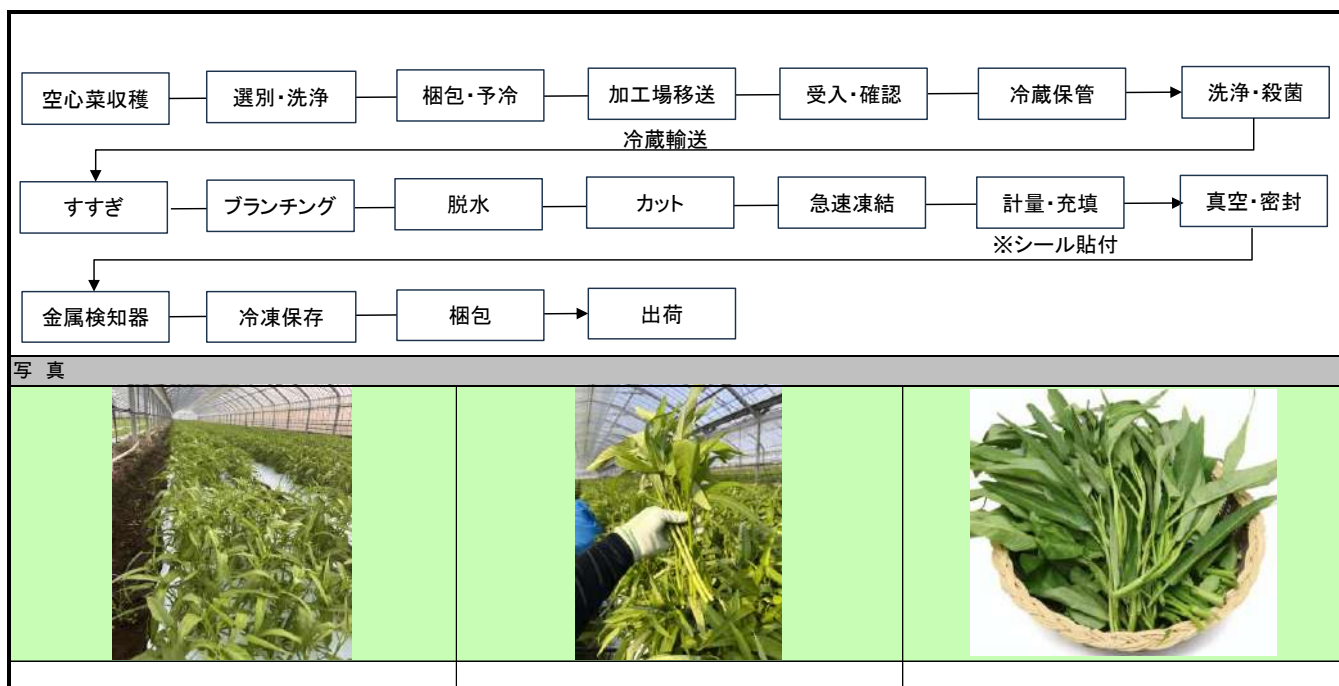 空心菜収穫 選別・洗浄 梱包・予冷 加工場移送 受入・確認 冷蔵保管 洗浄・殺菌
冷蔵輸送
すすぎ ブランチング 脱水 カット 急速凍結 計量・充填 真空・密封
※シール貼付
金属検知器 冷凍保存 梱包 出荷
写 真